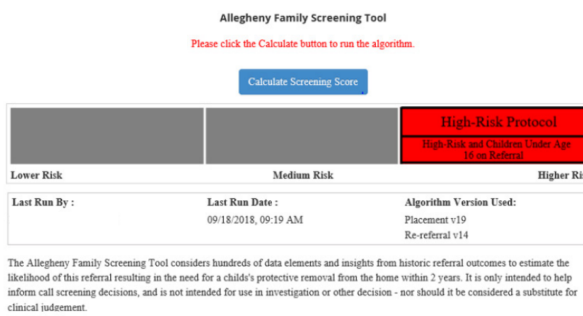 Allegheny Family Screening Tool
Please click the Calculate button to run the algorithm.
Calculate Screening Score
High-Risk Protocol
High-Risk and Children Under Age
16 on Referral
Lower Risk Medium Risk Higher Ri
Last Run By : Last Run Date : Algorithm Version Used:
09/18/2018, 09:19 AM Placement v19
Re-referral v14
The Allegheny Family Screening Tool considers hundreds of data elements and insights from historic referral outcomes to estimate the
likelihood of this referral resulting in the need for a childs's protective removal from the home within 2 years. It is only intended to help
inform call screening decisions, and is not intended for use in investigation or other decision - nor should it be considered a substitute for
clinical judgement.